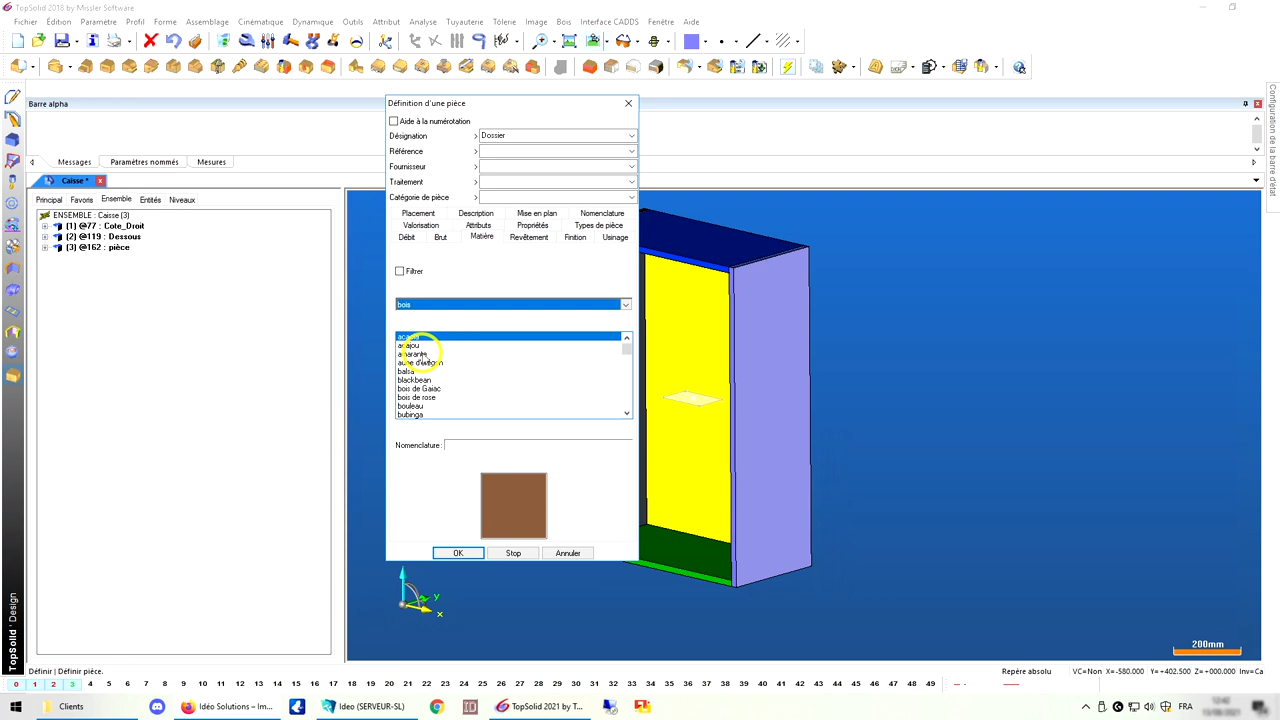 TopSolid 2018 by Missler Software
Fichier Édition Paramètre Profil Forme Assemblage Cinématique Dynamique Outils Attribut Analyse Tuyauterie Tôlerie Image Bois Interface CADDS Fenêtre Aide
Barre alpha
Messages Paramètres nommés Mesures
Caisse *
Principal Favoris Ensemble Entités Niveaux
ENSEMBLE : Caisse (3)
(1) @77 : Cote_Droit
(2) @119 : Dessous
(3) @162 : pièce
Définition d'une pièce
Aide à la numérotation
Désignation > Dossier
Référence >
Fournisseur >
Traitement >
Catégorie de pièce >
Placement Description Mise en plan Nomenclature
Valorisation Attributs Propriétés Types de pièce
Débit Brut Matière Revêtement Finition Usinage
Filtrer
bois
acajou
amarante
balsa
blackbean
bois de Gaiac
bois de rose
bouleau
bubinga
Nomenclature :
OK Stop Annuler
z
y
x
200mm
Configuration de la barre d'état
TopSolid ' Design
Définir | Définir pièce.
Repère absolu VC=Non X=-580.000 Y=+402.500 Z=+000.000 Inv=Ca
0 1 2 3 4 5 6 7 8 9 10 11 12 13 14 15 16 17 18 19 20 21 22 23 24 25 26 27 28 29 30 31 32 33 34 35 36 37 38 39 40 41 42 43 44 45 46 47 48 49
Clients
Idéo Solutions – Im...
Ideo (SERVEUR-SL)
TopSolid 2021 by T...
FRA
12:42